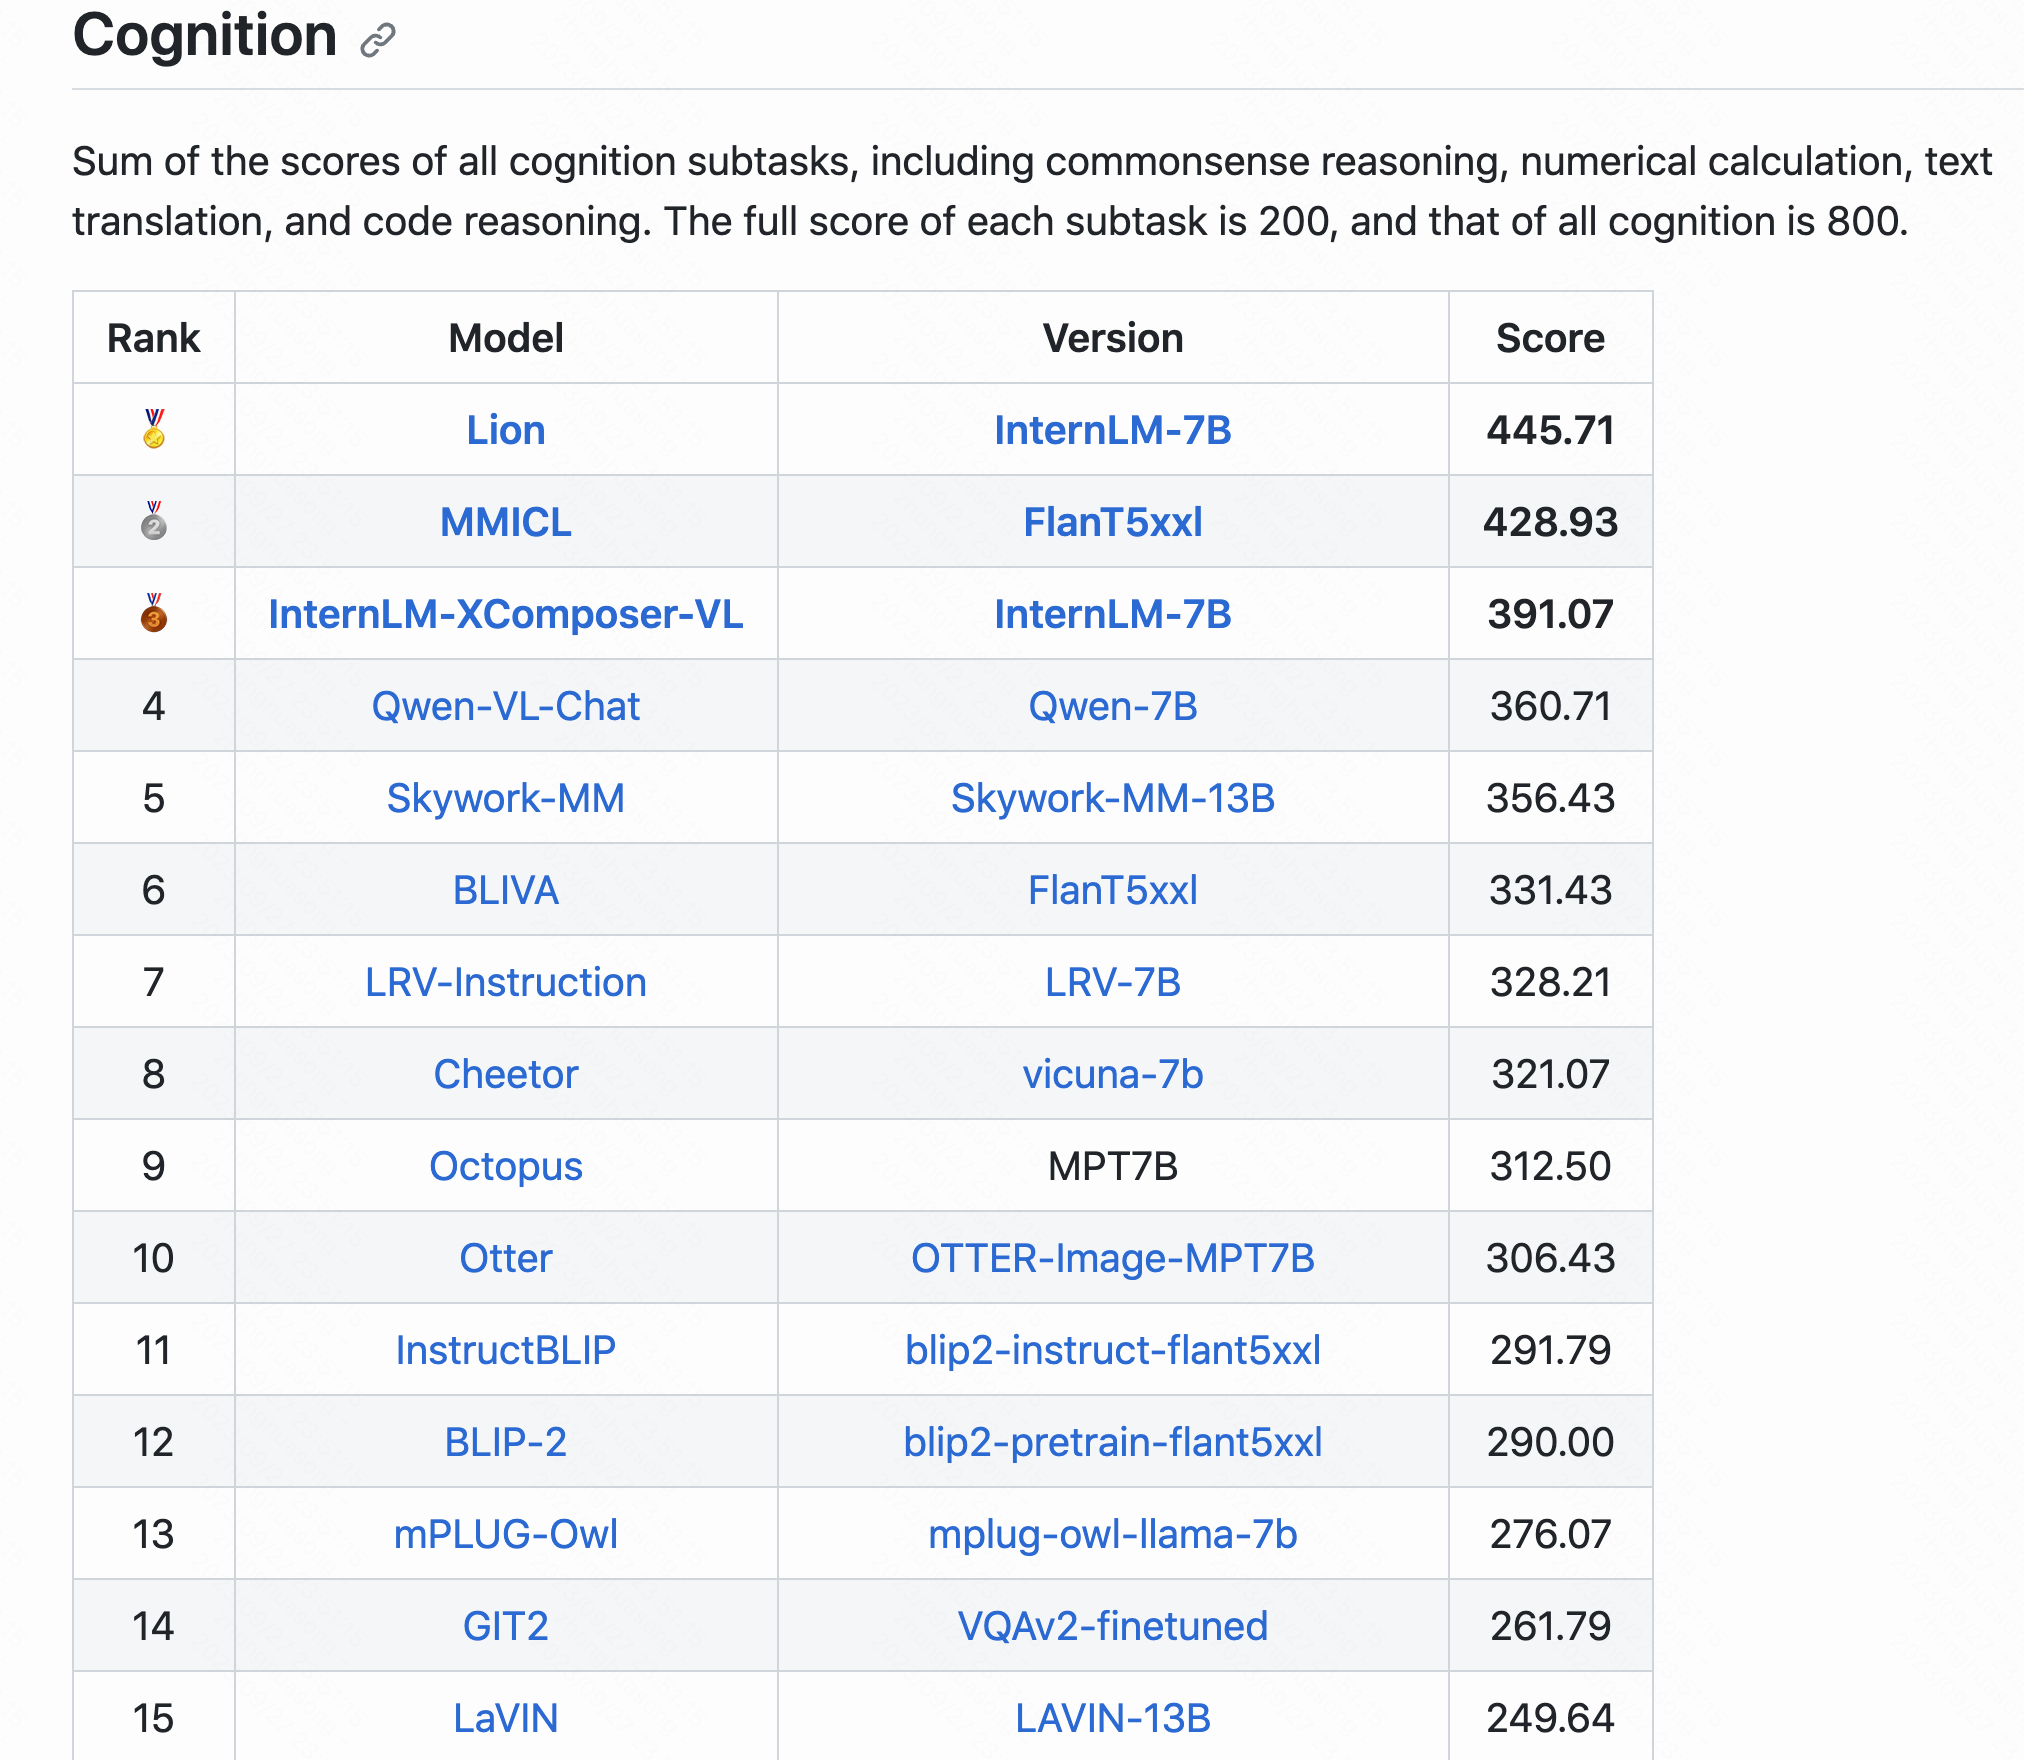 Cognition
Sum of the scores of all cognition subtasks, including commonsense reasoning, numerical calculation, text
translation, and code reasoning. The full score of each subtask is 200, and that of all cognition is 800.
Rank Model Version Score
Lion InternLM-7B 445.71
2 MMICL FlanT5xxl 428.93
3 InternLM-XComposer-VL InternLM-7B 391.07
4 Qwen-VL-Chat Qwen-7B 360.71
5 Skywork-MM Skywork-MM-13B 356.43
6 BLIVA FlanT5xxl 331.43
7 LRV-Instruction LRV-7B 328.21
8 Cheetor vicuna-7b 321.07
9 Octopus MPT7B 312.50
10 Otter OTTER-Image-MPT7B 306.43
11 InstructBLIP blip2-instruct-flant5xxl 291.79
12 BLIP-2 blip2-pretrain-flant5xxl 290.00
13 mPLUG-Owl mplug-owl-llama-7b 276.07
14 GIT2 VQAv2-finetuned 261.79
15 LaVIN LAVIN-13B 249.64